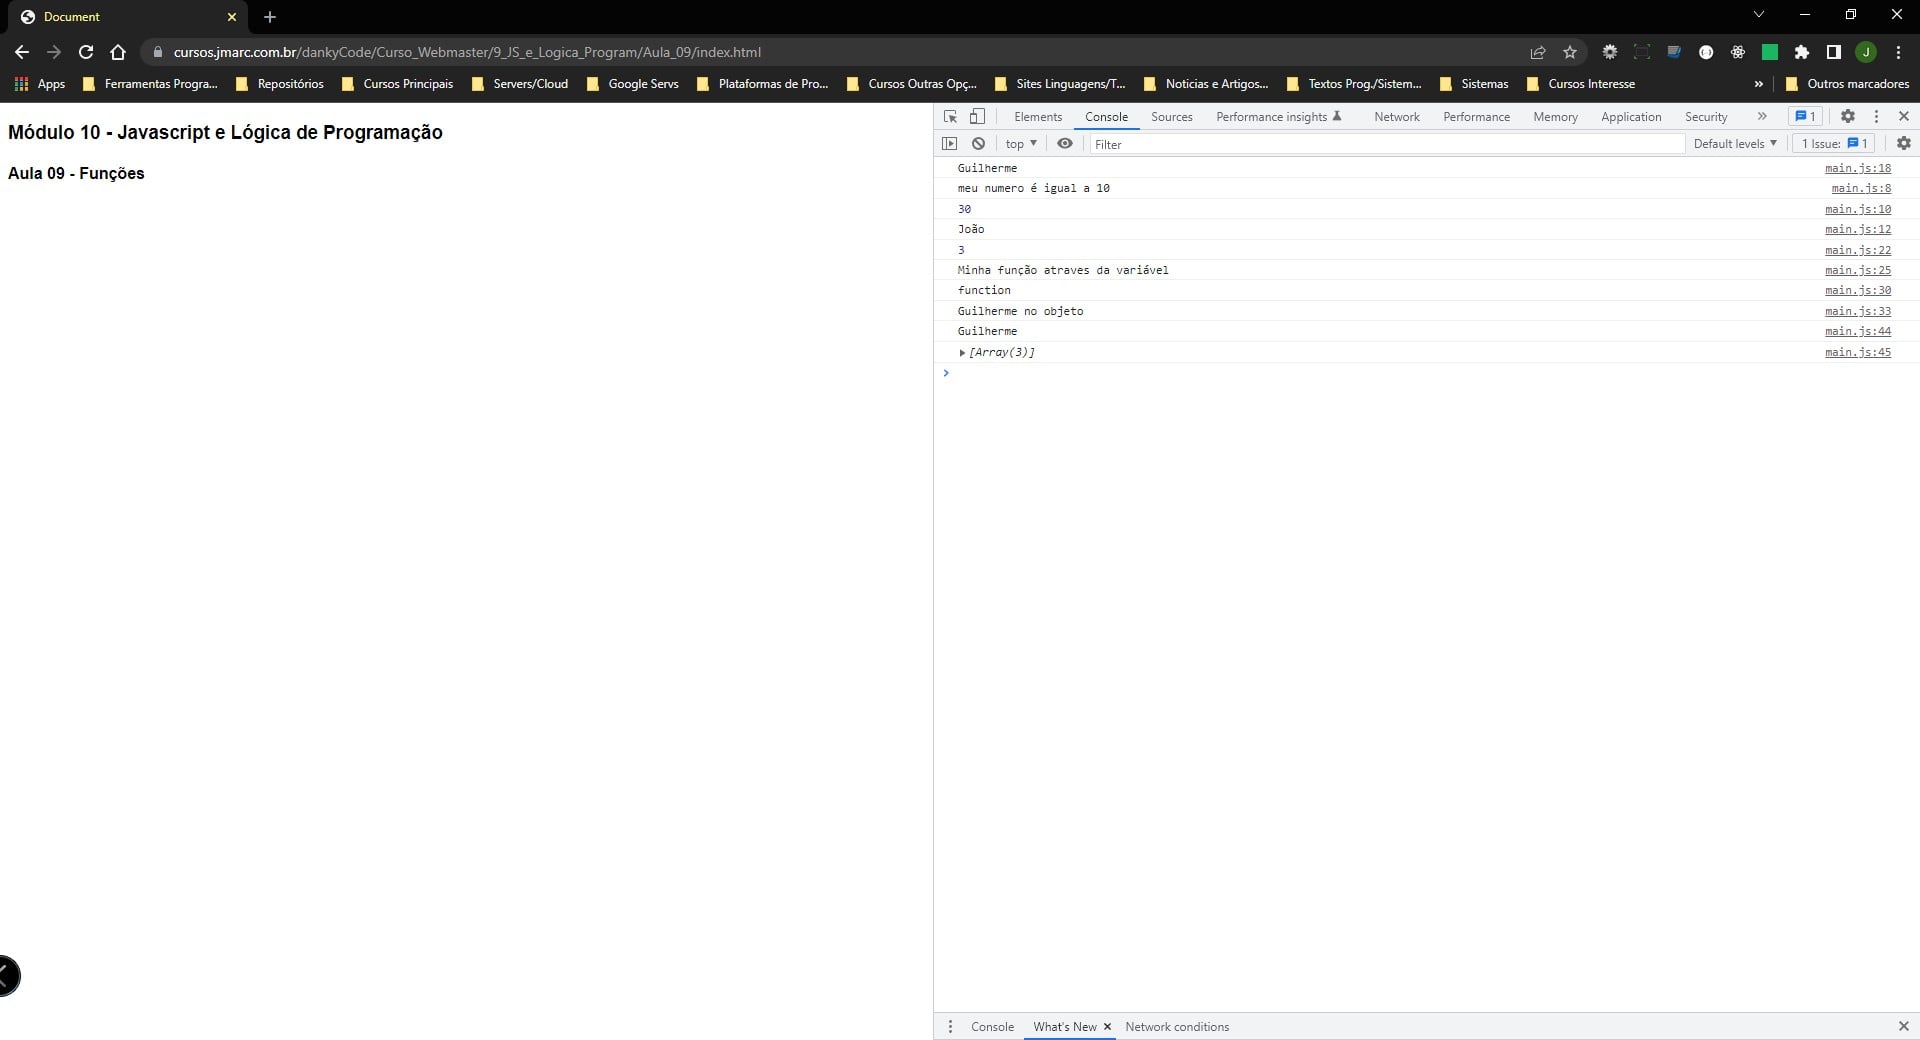 Document
cursos.jmarc.com.br/dankyCode/Curso_Webmaster/9_JS_e_Logica_Program/Aula_09/index.html
J
Apps Ferramentas Progra... Repositórios Cursos Principais Servers/Cloud Google Servs Plataformas de Pro... Cursos Outras Opç... Sites Linguagens/T... Noticias e Artigos... Textos Prog./Sistem... Sistemas Cursos Interesse » Outros marcadores
Módulo 10 - Javascript e Lógica de Programação
Aula 09 - Funções
Elements Console Sources Performance insights Network Performance Memory Application Security » 1
top Filter Default levels 1 Issue: 1
Guilherme main.js:18
meu numero é igual a 10 main.js:8
30 main.js:10
João main.js:12
3 main.js:22
Minha função atraves da variável main.js:25
function main.js:30
Guilherme no objeto main.js:33
Guilherme main.js:44
[Array(3)] main.js:45
Console What's New Network conditions